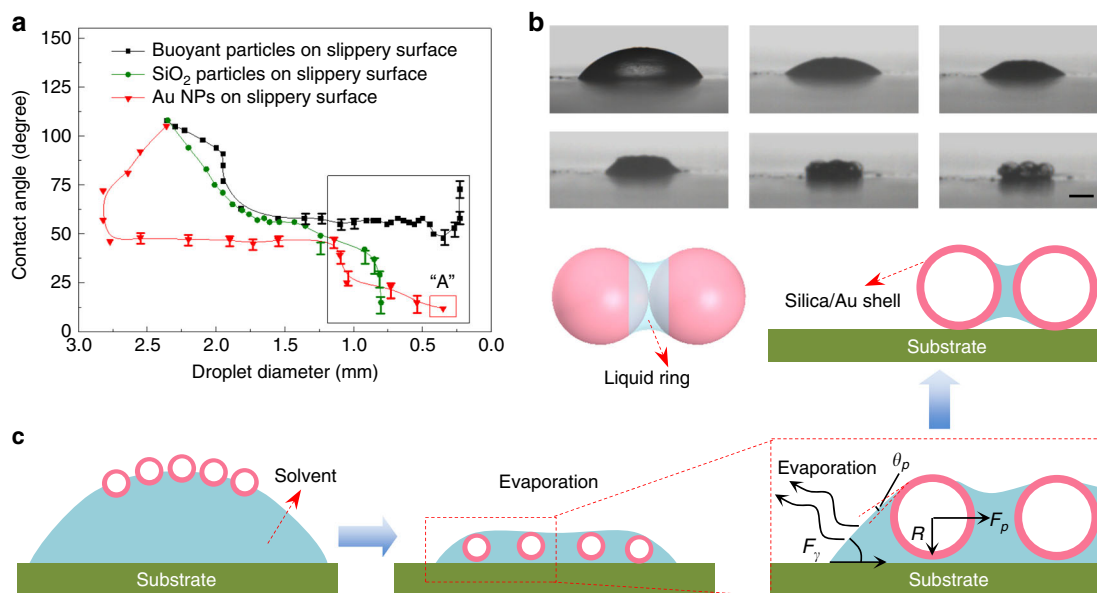 a
150
125
100
75
50
25
0
3.0 2.5 2.0 1.5 1.0 0.5 0.0
Contact angle (degree)
Droplet diameter (mm)
Buoyant particles on slippery surface
SiO₂ particles on slippery surface
Au NPs on slippery surface
“A”
b
Liquid ring
Silica/Au shell
Substrate
c
Solvent
Substrate
Evaporation
Evaporation
θp
Fγ
R
Fp
Substrate